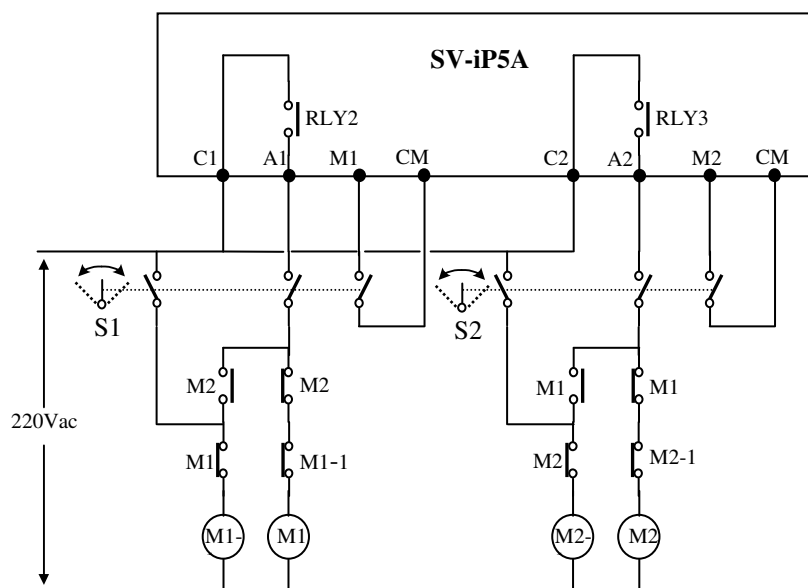 SV-iP5A
RLY2
RLY3
C1 A1 M1 CM C2 A2 M2 CM
S1
S2
M2 M2 M1 M1
220Vac
M1 M1-1 M2 M2-1
M1- M1 M2- M2